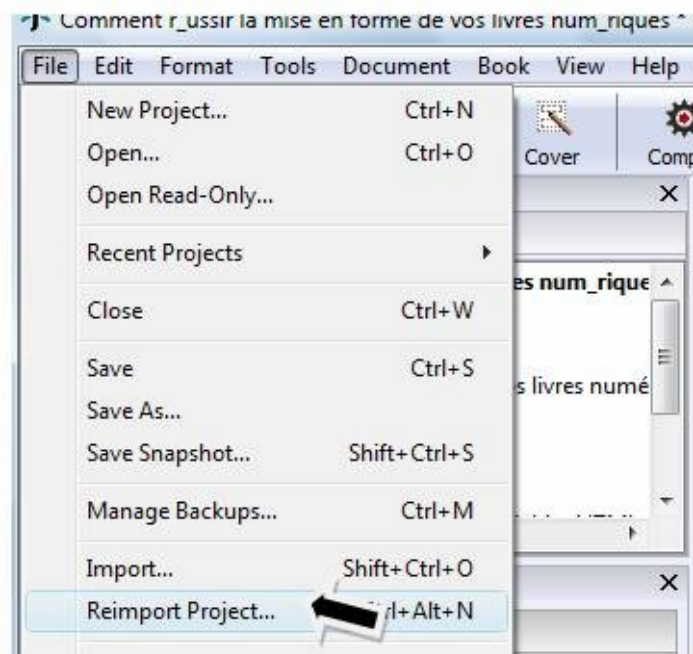 Comment r_ussir la mise en forme de vos livres num_riques *
File Edit Format Tools Document Book View Help
New Project... Ctrl+N
Open... Ctrl+O
Cover
Open Read-Only...
Recent Projects
es num_rique
Close Ctrl+W
Save Ctrl+S
s livres numé
Save As...
Save Snapshot... Shift+Ctrl+S
Manage Backups... Ctrl+M
Import... Shift+Ctrl+O
Reimport Project... Ctrl+Alt+N